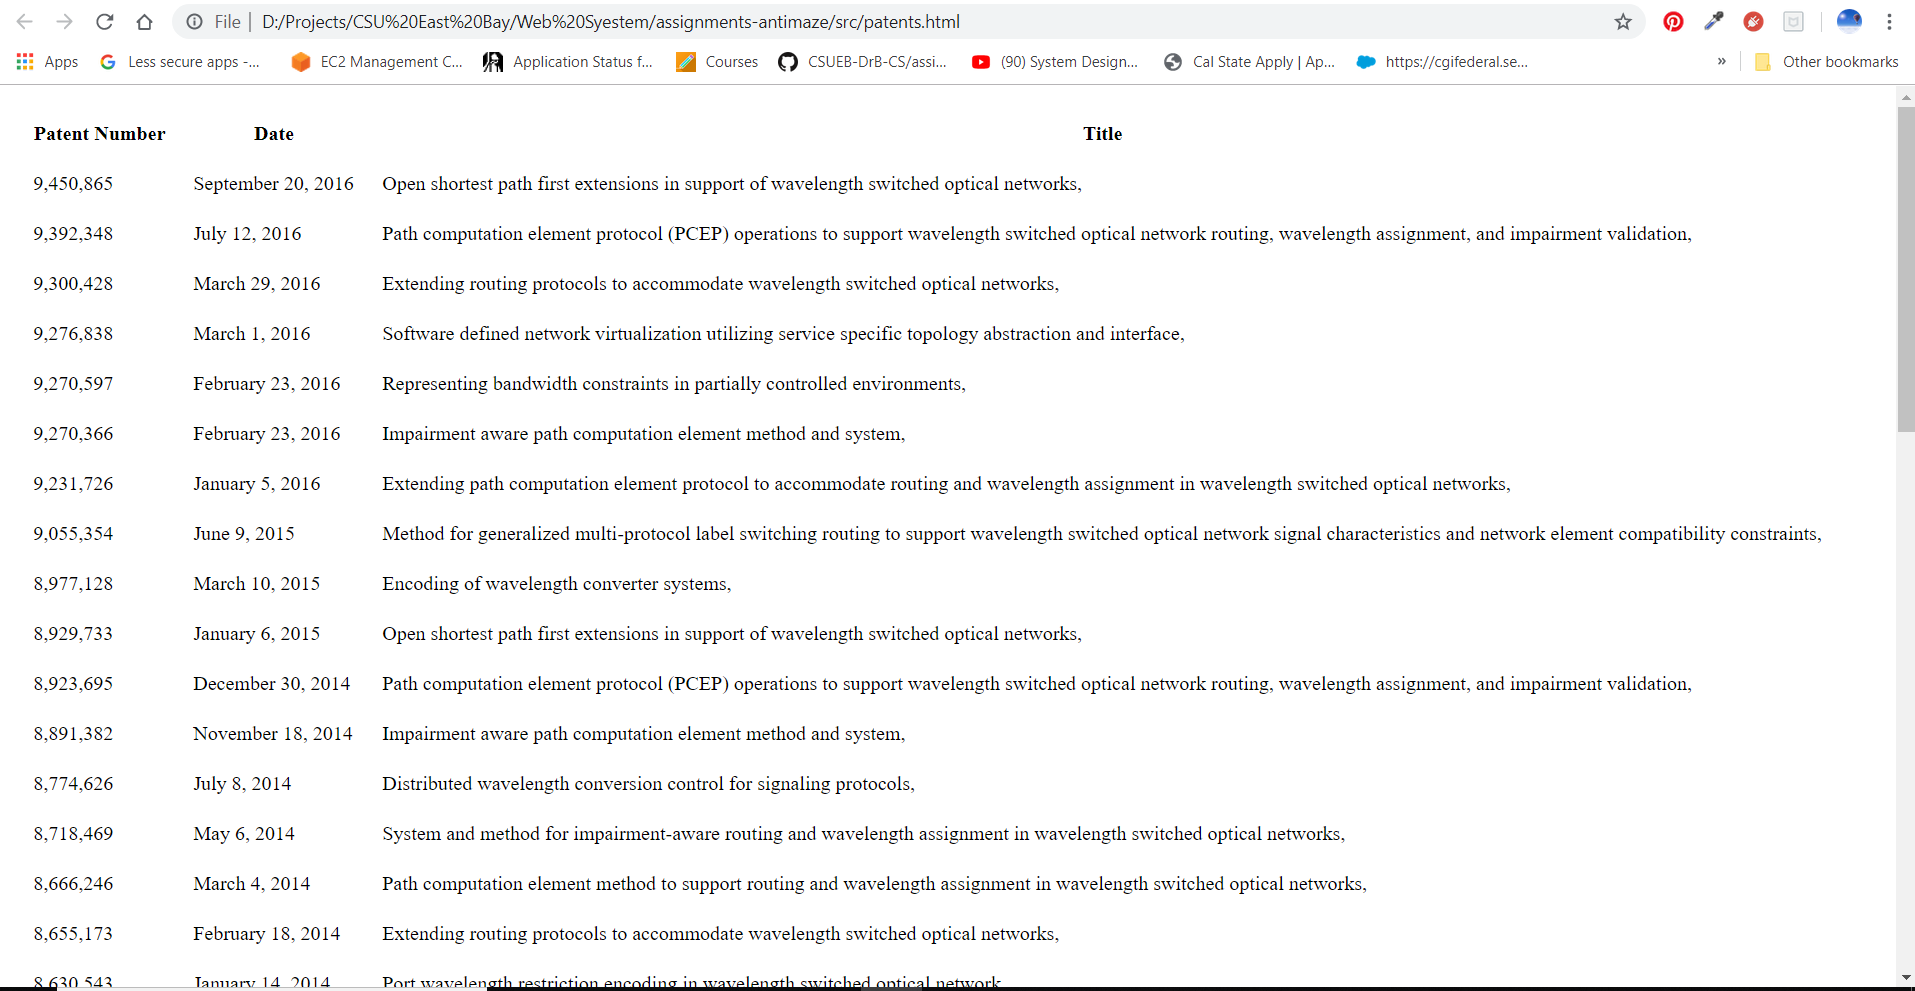 File | D:/Projects/CSU%20East%20Bay/Web%20Syestem/assignments-antimaze/src/patents.html
Apps Less secure apps -... EC2 Management C... Application Status f... Courses CSUEB-DrB-CS/assi... (90) System Design... Cal State Apply | Ap... https://cgifederal.se... » Other bookmarks
Patent Number Date Title
9,450,865 September 20, 2016 Open shortest path first extensions in support of wavelength switched optical networks,
9,392,348 July 12, 2016 Path computation element protocol (PCEP) operations to support wavelength switched optical network routing, wavelength assignment, and impairment validation,
9,300,428 March 29, 2016 Extending routing protocols to accommodate wavelength switched optical networks,
9,276,838 March 1, 2016 Software defined network virtualization utilizing service specific topology abstraction and interface,
9,270,597 February 23, 2016 Representing bandwidth constraints in partially controlled environments,
9,270,366 February 23, 2016 Impairment aware path computation element method and system,
9,231,726 January 5, 2016 Extending path computation element protocol to accommodate routing and wavelength assignment in wavelength switched optical networks,
9,055,354 June 9, 2015 Method for generalized multi-protocol label switching routing to support wavelength switched optical network signal characteristics and network element compatibility constraints,
8,977,128 March 10, 2015 Encoding of wavelength converter systems,
8,929,733 January 6, 2015 Open shortest path first extensions in support of wavelength switched optical networks,
8,923,695 December 30, 2014 Path computation element protocol (PCEP) operations to support wavelength switched optical network routing, wavelength assignment, and impairment validation,
8,891,382 November 18, 2014 Impairment aware path computation element method and system,
8,774,626 July 8, 2014 Distributed wavelength conversion control for signaling protocols,
8,718,469 May 6, 2014 System and method for impairment-aware routing and wavelength assignment in wavelength switched optical networks,
8,666,246 March 4, 2014 Path computation element method to support routing and wavelength assignment in wavelength switched optical networks,
8,655,173 February 18, 2014 Extending routing protocols to accommodate wavelength switched optical networks,
8,630,543 January 14, 2014 Port wavelength restriction encoding in wavelength switched optical network